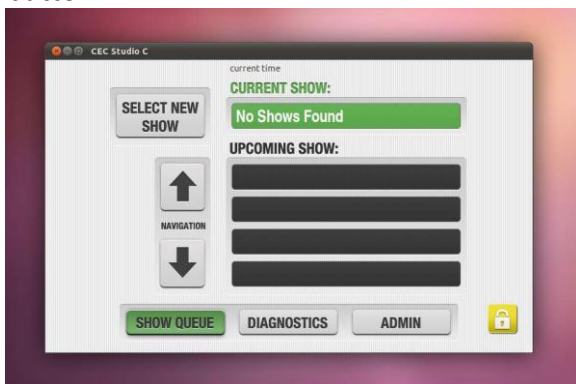 CEC Studio C
current time
CURRENT SHOW:
SELECT NEW
SHOW
No Shows Found
UPCOMING SHOW:
NAVIGATION
SHOW QUEUE
DIAGNOSTICS
ADMIN